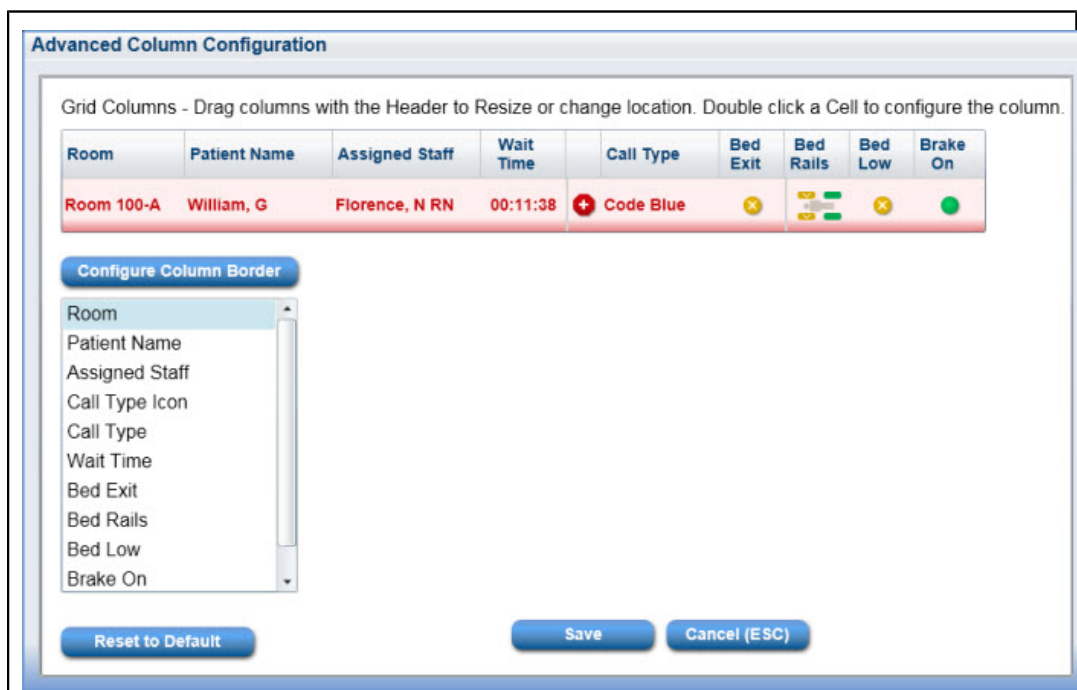 Advanced Column Configuration
Grid Columns - Drag columns with the Header to Resize or change location. Double click a Cell to configure the column.
Room Patient Name Assigned Staff Wait Time Call Type Bed Exit Bed Rails Bed Low Brake On
Room 100-A William, G Florence, N RN 00:11:38 Code Blue
Configure Column Border
Room
Patient Name
Assigned Staff
Call Type Icon
Call Type
Wait Time
Bed Exit
Bed Rails
Bed Low
Brake On
Reset to Default Save Cancel (ESC)